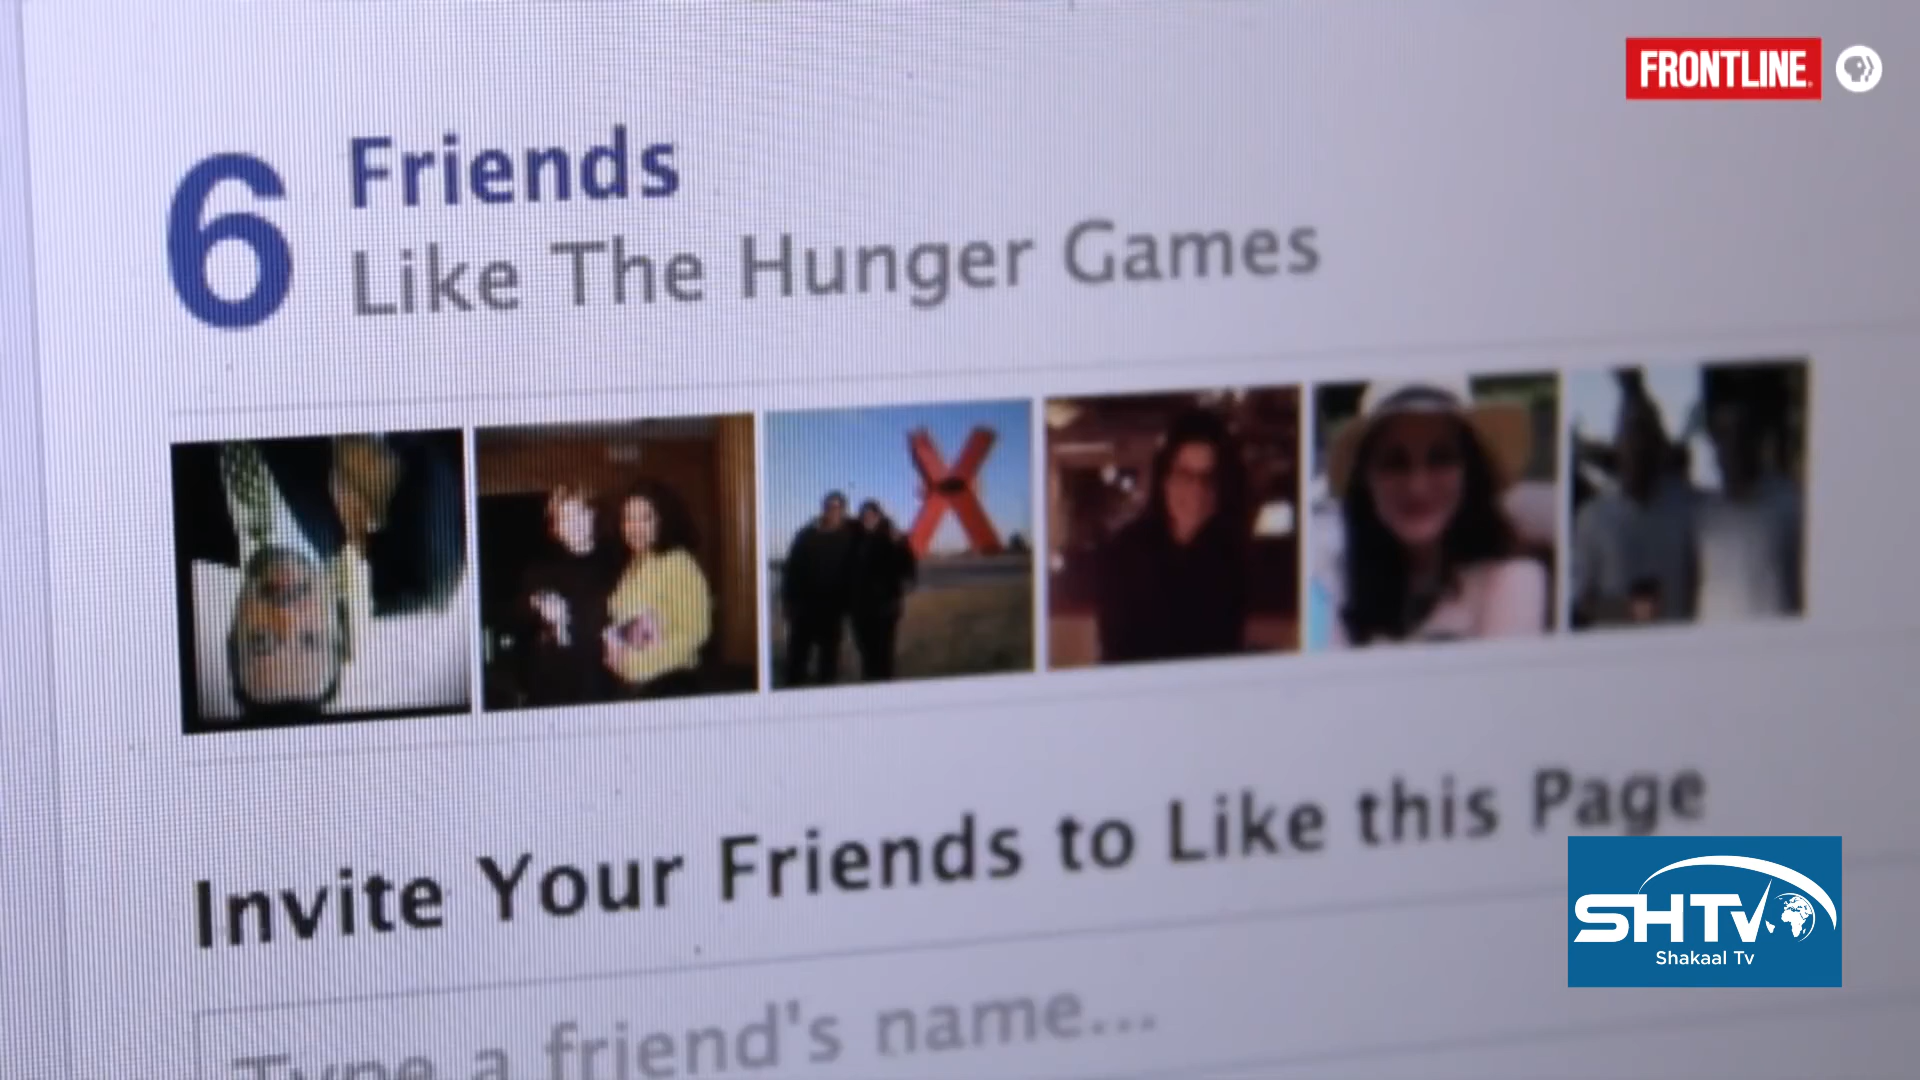 FRONTLINE
6 Friends
Like The Hunger Games
Invite Your Friends to Like this Page
Type a friend's name...
SHTV
Shakaal Tv